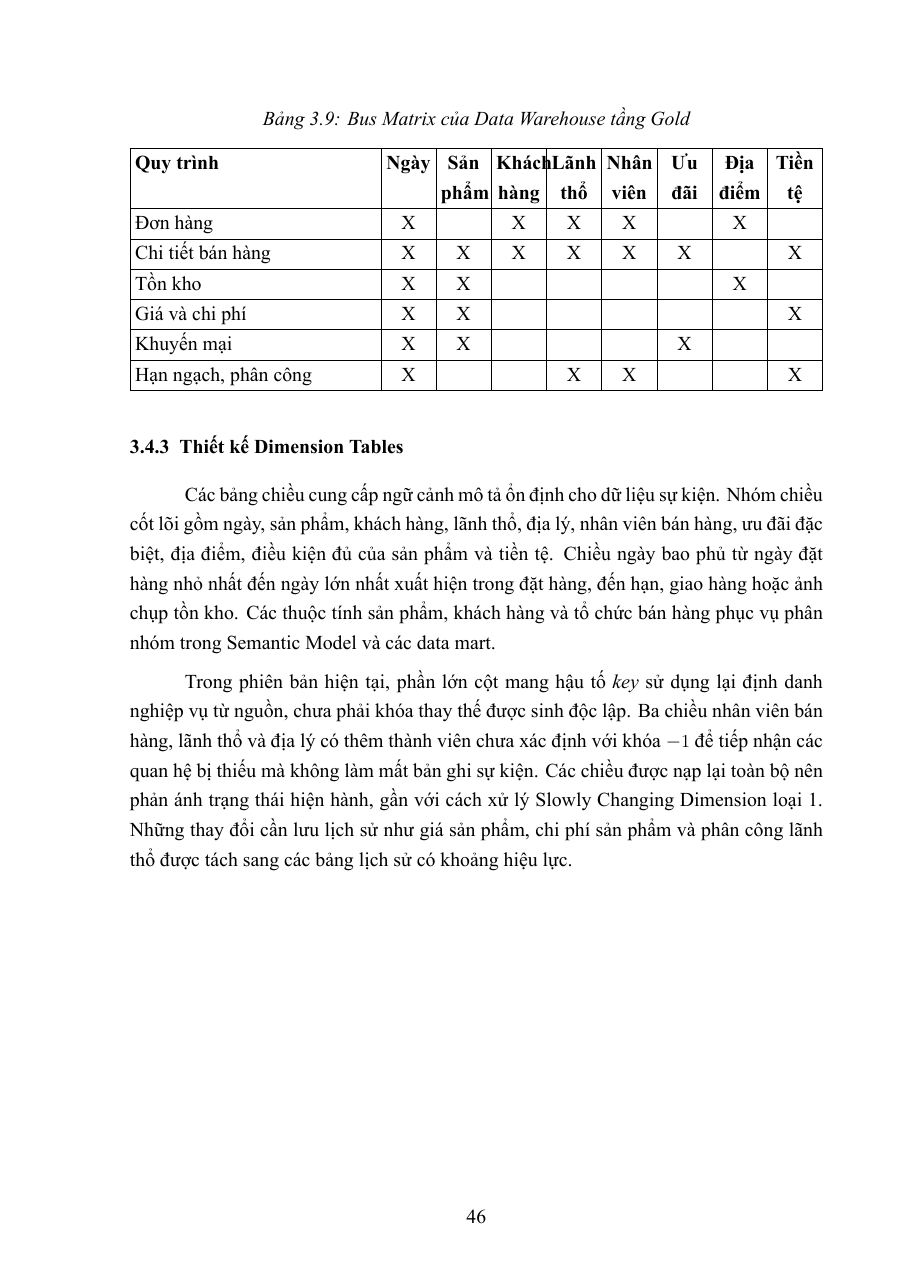 Bảng 3.9: Bus Matrix của Data Warehouse tầng Gold
Quy trình Ngày Sản phẩm Khách hàng Lãnh thổ Nhân viên Ưu đãi Địa điểm Tiền tệ
Đơn hàng X X X X X
Chi tiết bán hàng X X X X X X X
Tồn kho X X X
Giá và chi phí X X X
Khuyến mại X X X
Hạn ngạch, phân công X X X X
3.4.3 Thiết kế Dimension Tables
Các bảng chiều cung cấp ngữ cảnh mô tả ổn định cho dữ liệu sự kiện. Nhóm chiều
cốt lõi gồm ngày, sản phẩm, khách hàng, lãnh thổ, địa lý, nhân viên bán hàng, ưu đãi đặc
biệt, địa điểm, điều kiện đủ của sản phẩm và tiền tệ. Chiều ngày bao phủ từ ngày đặt
hàng nhỏ nhất đến ngày lớn nhất xuất hiện trong đặt hàng, đến hạn, giao hàng hoặc ảnh
chụp tồn kho. Các thuộc tính sản phẩm, khách hàng và tổ chức bán hàng phục vụ phân
nhóm trong Semantic Model và các data mart.
Trong phiên bản hiện tại, phần lớn cột mang hậu tố key sử dụng lại định danh
nghiệp vụ từ nguồn, chưa phải khóa thay thế được sinh độc lập. Ba chiều nhân viên bán
hàng, lãnh thổ và địa lý có thêm thành viên chưa xác định với khóa −1 để tiếp nhận các
quan hệ bị thiếu mà không làm mất bản ghi sự kiện. Các chiều được nạp lại toàn bộ nên
phản ánh trạng thái hiện hành, gần với cách xử lý Slowly Changing Dimension loại 1.
Những thay đổi cần lưu lịch sử như giá sản phẩm, chi phí sản phẩm và phân công lãnh
thổ được tách sang các bảng lịch sử có khoảng hiệu lực.
46